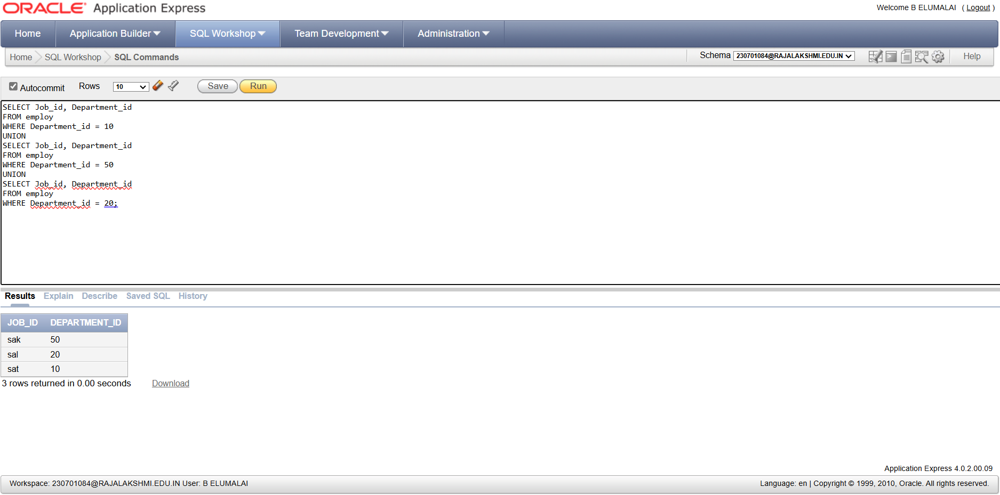 ORACLE Application Express
Welcome B ELUMALAI ( Logout )
Home Application Builder SQL Workshop Team Development Administration
Home SQL Workshop SQL Commands Schema 230701084@RAJALAKSHMI.EDU.IN Help
Autocommit Rows 10 Save Run
SELECT Job_id, Department_id
FROM employ
WHERE Department_id = 10
UNION
SELECT Job_id, Department_id
FROM employ
WHERE Department_id = 50
UNION
SELECT Job_id, Department_id
FROM employ
WHERE Department_id = 20;
Results Explain Describe Saved SQL History
JOB_ID DEPARTMENT_ID
sak 50
sal 20
sat 10
3 rows returned in 0.00 seconds Download
Application Express 4.0.2.00.09
Workspace: 230701084@RAJALAKSHMI.EDU.IN User: B ELUMALAI
Language: en | Copyright © 1999, 2010, Oracle. All rights reserved.